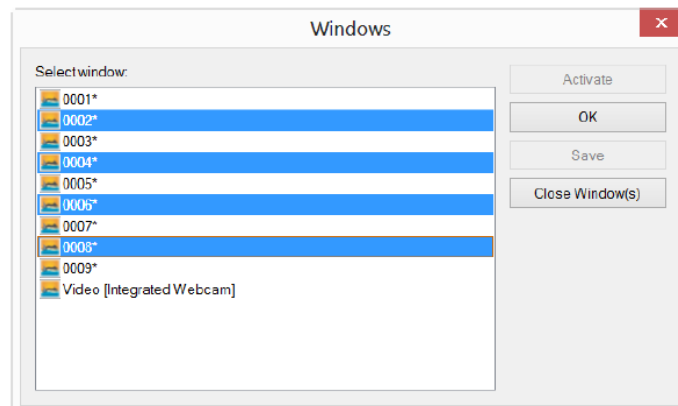 Windows
x
Select window:
Activate
0001*
0002*
OK
0003*
0004*
Save
0005*
0006*
Close Window(s)
0007*
0008*
0009*
Video [Integrated Webcam]